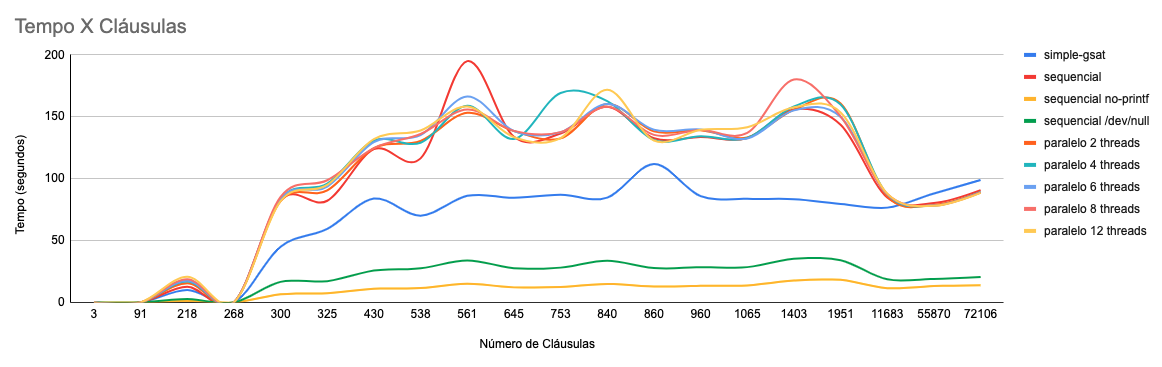 Tempo X Cláusulas
Tempo (segundos)
200
150
100
50
0
3 91 218 268 300 325 430 538 561 645 753 840 860 960 1065 1403 1951 11683 55870 72106
Número de Cláusulas
simple-gsat
sequencial
sequencial no-printf
sequencial /dev/null
paralelo 2 threads
paralelo 4 threads
paralelo 6 threads
paralelo 8 threads
paralelo 12 threads